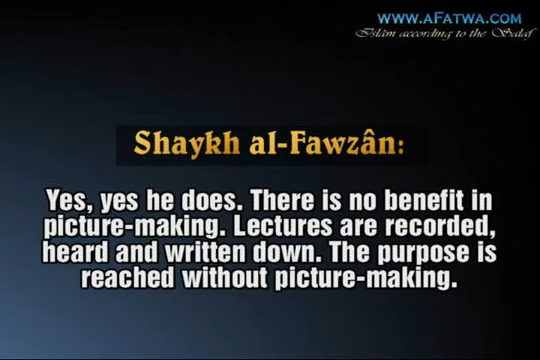 www.aFatwa.com
Islâm according to the Salaf
Shaykh al-Fawzân:
Yes, yes he does. There is no benefit in
picture-making. Lectures are recorded,
heard and written down. The purpose is
reached without picture-making.